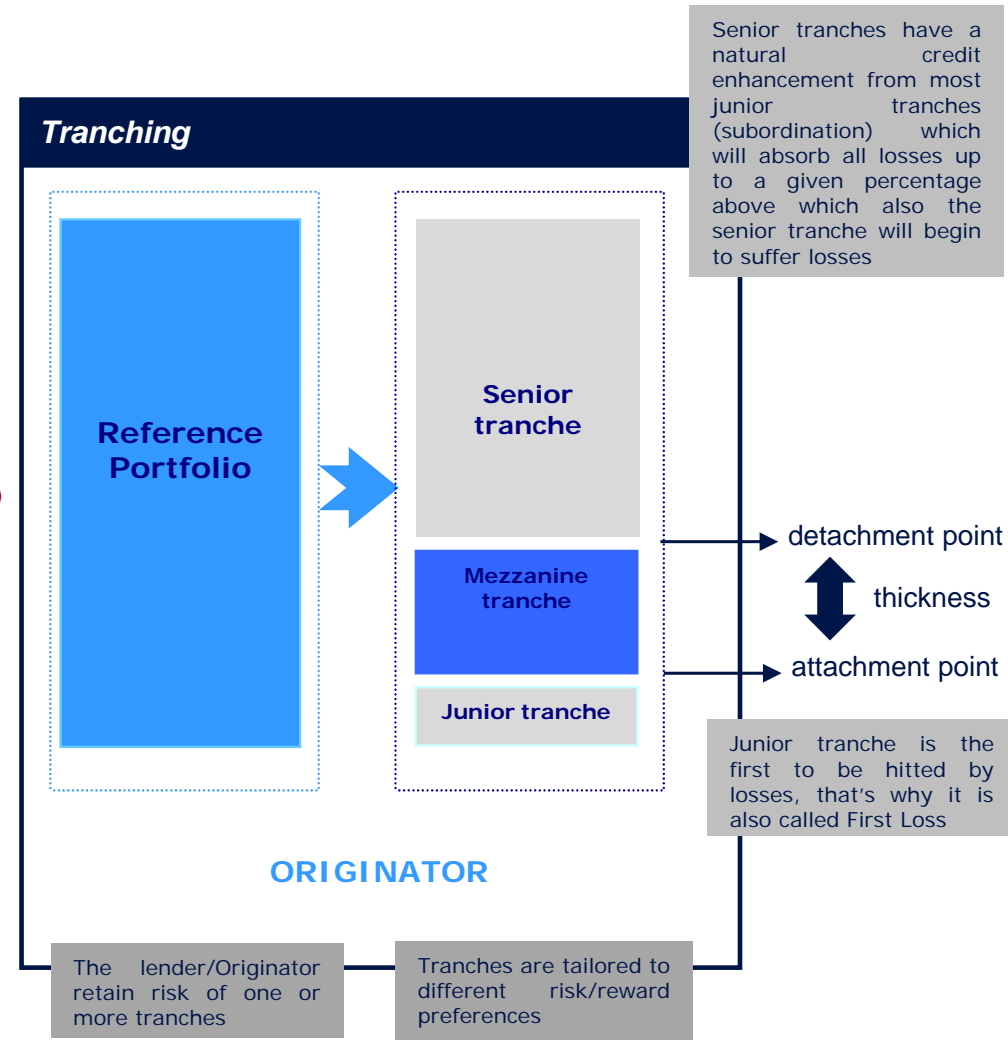 Senior tranches have a
natural credit
enhancement from most
junior tranches
(subordination) which
will absorb all losses up
to a given percentage
above which also the
senior tranche will begin
to suffer losses
Tranching
Reference
Portfolio
Senior
tranche
Mezzanine
tranche
Junior tranche
detachment point
thickness
attachment point
Junior tranche is the
first to be hitted by
losses, that's why it is
also called First Loss
ORIGINATOR
The lender/Originator
retain risk of one or
more tranches
Tranches are tailored to
different risk/reward
preferences